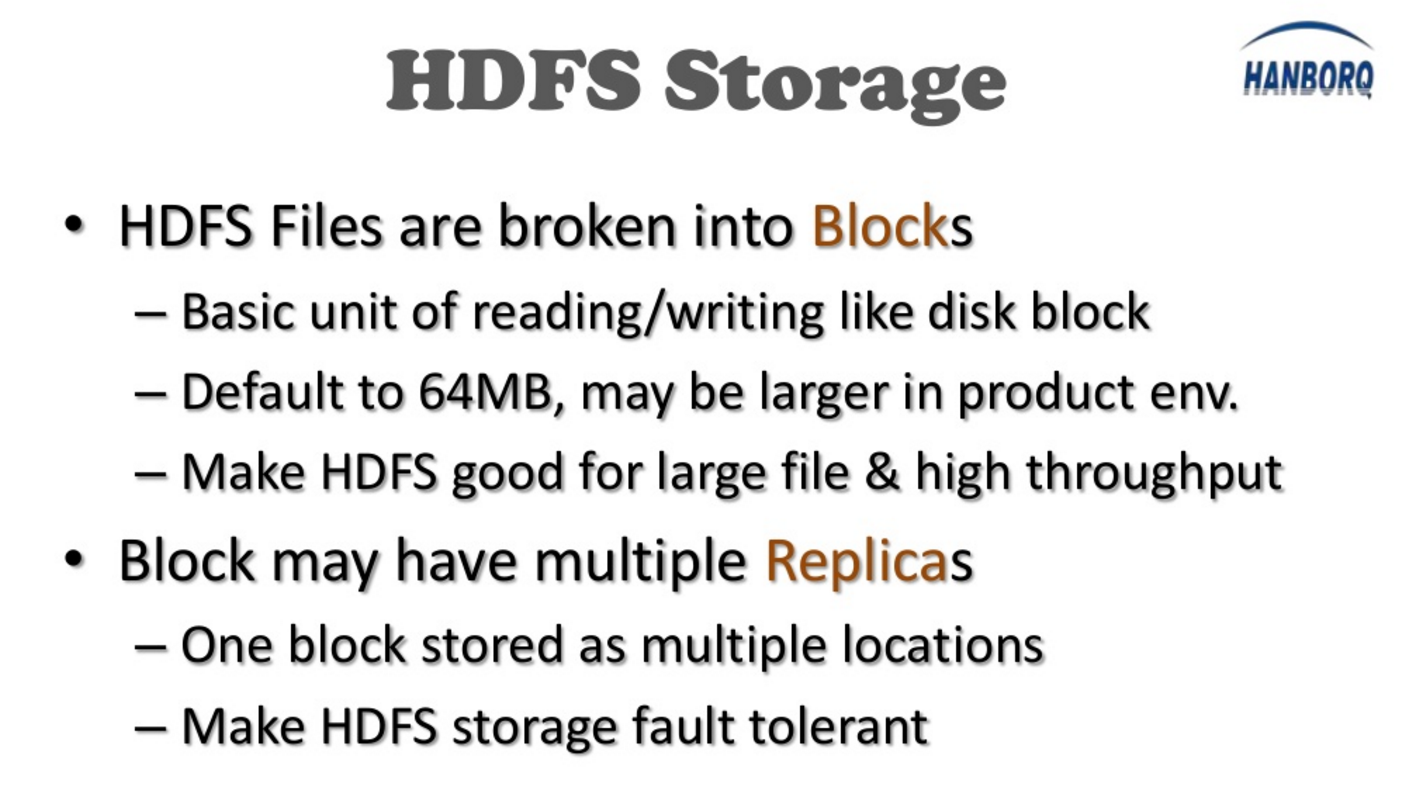 HDFS Storage
HANBORQ
• HDFS Files are broken into Blocks
– Basic unit of reading/writing like disk block
– Default to 64MB, may be larger in product env.
– Make HDFS good for large file & high throughput
• Block may have multiple Replicas
– One block stored as multiple locations
– Make HDFS storage fault tolerant